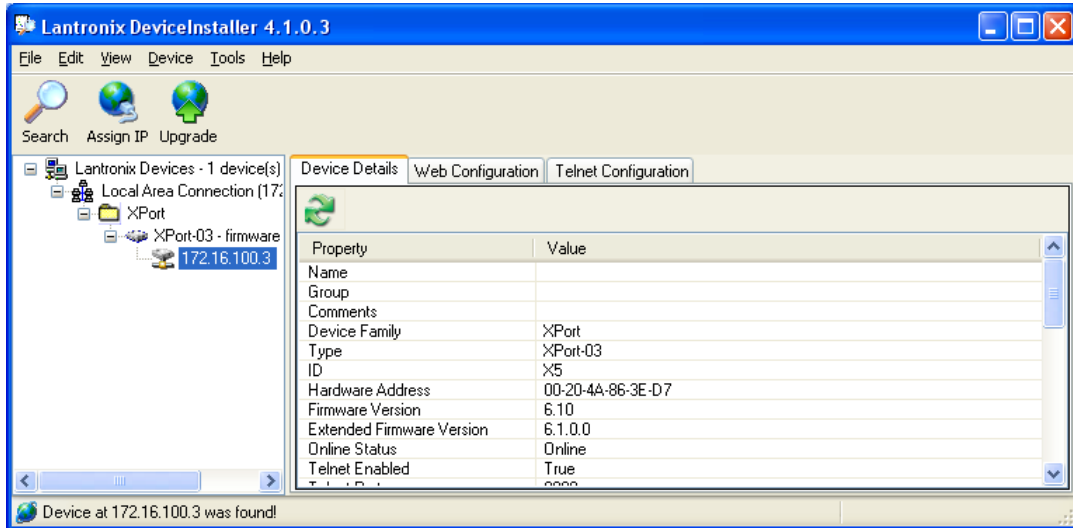 Lantronix DeviceInstaller 4.1.0.3
File Edit View Device Tools Help
Search Assign IP Upgrade
Lantronix Devices - 1 device(s)
Local Area Connection (172
XPort
XPort-03 - firmware
172.16.100.3
Device Details Web Configuration Telnet Configuration
Property Value
Name
Group
Comments
Device Family XPort
Type XPort-03
ID X5
Hardware Address 00-20-4A-86-3E-D7
Firmware Version 6.10
Extended Firmware Version 6.1.0.0
Online Status Online
Telnet Enabled True
Device at 172.16.100.3 was found!